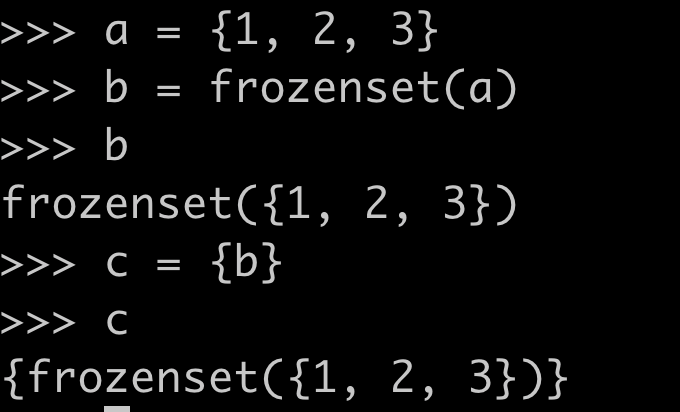 >>> a = {1, 2, 3}
>>> b = frozenset(a)
>>> b
frozenset({1, 2, 3})
>>> c = {b}
>>> c
{frozenset({1, 2, 3})}